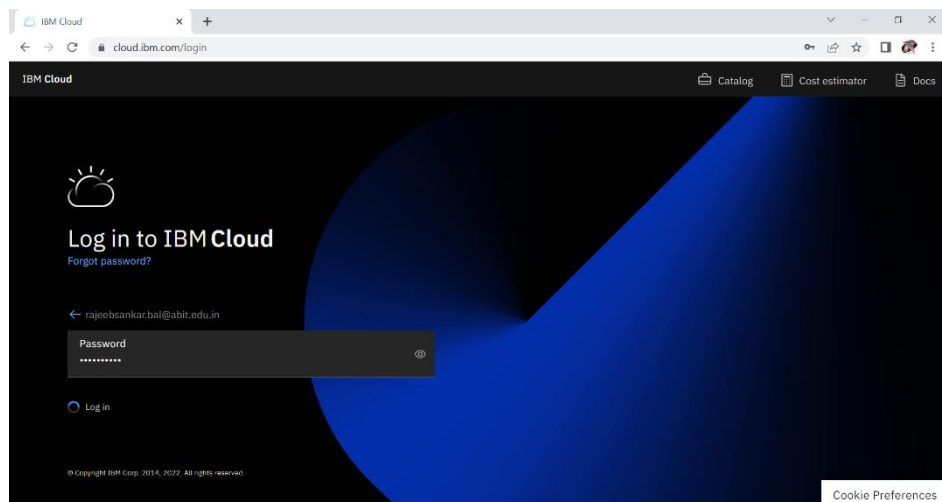 IBM Cloud
cloud.ibm.com/login
IBM Cloud
Catalog
Cost estimator
Docs
Log in to IBM Cloud
Forgot password?
rajeebsankar.bal@abit.edu.in
Password
••••••••••
Log in
© Copyright IBM Corp. 2014, 2022. All rights reserved.
Cookie Preferences